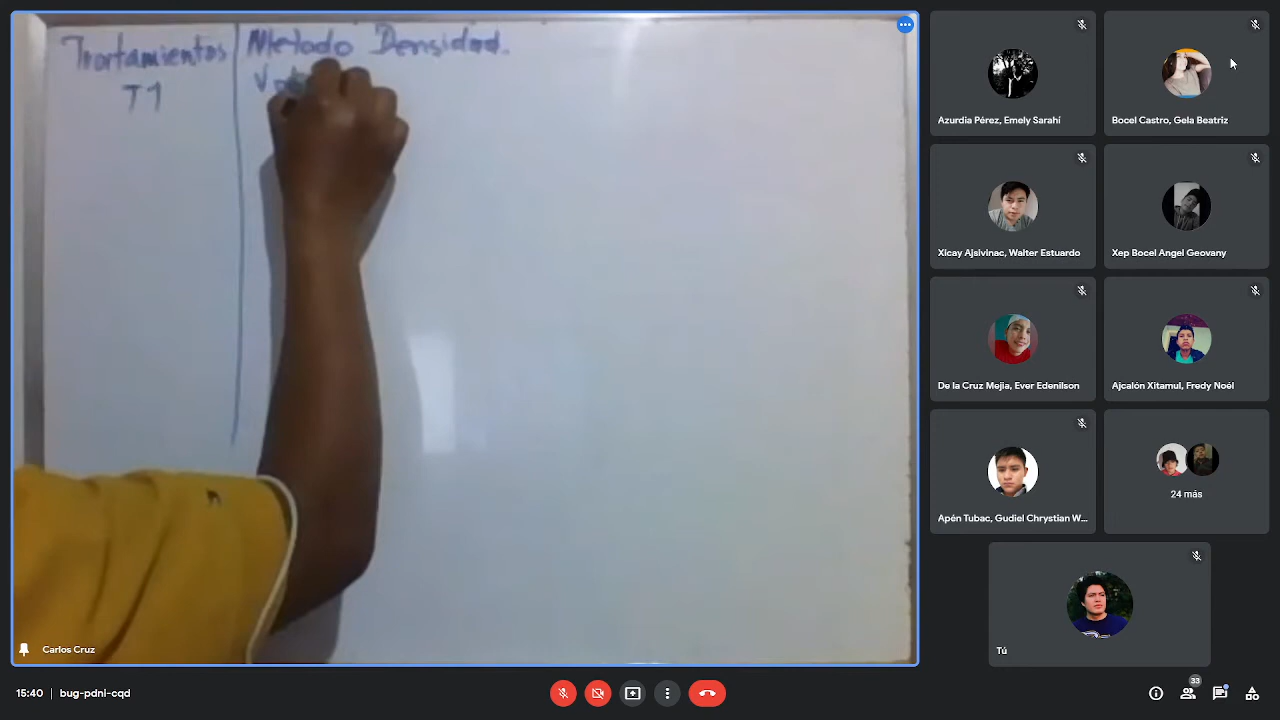 Tratamientos
Metodo Densidad.
T1
Azurdia Pérez, Emely Sarahí
Bocel Castro, Gela Beatriz
Xicay Ajsivinac, Walter Estuardo
Xep Bocel Angel Geovany
De la Cruz Mejia, Ever Edenilson
Ajcalón Xitamul, Fredy Noél
Apén Tubac, Gudiel Chrystian W...
24 más
Tú
Carlos Cruz
15:40 | bug-pdni-cqd
33